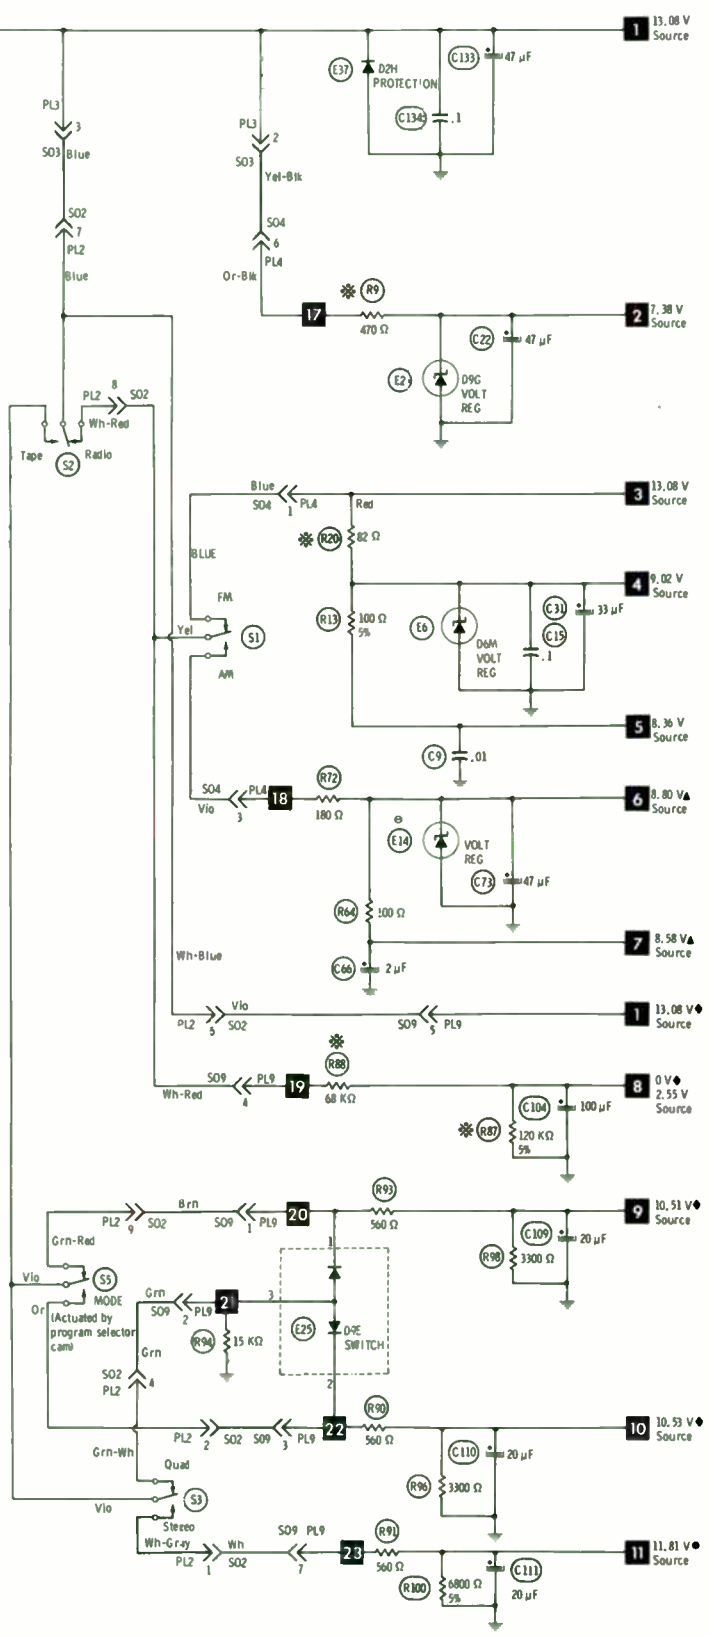 1 13.08 V
Source
C133 47 µF
E37 D2H
PROTECTION
C134 .1
PL3
3
SO3 Blue
PL3
2
SO3
Yel-Blk
SO2
7
PL2
Blue
SO4
6
PL4
Or-Blk
17
※ R9
470 Ω
2 7.38 V
Source
C22 47 µF
E2 D9G
VOLT
REG
8
PL2 SO2
Wh-Red
Tape S2 Radio
Blue
SO4 1 PL4 Red
3 13.08 V
Source
※ R20 82 Ω
BLUE
4 9.02 V
Source
FM
R13 100 Ω
5%
C31 33 µF
E6 C15
Yel S1
D6M
VOLT
REG
.1
AM
5 8.36 V
Source
C9 .01
SO4 PL4
Vio 3
18
R72
180 Ω
6 8.80 V▲
Source
E14 VOLT
REG
C73 47 µF
R64 100 Ω
7 8.58 V▲
Source
Wh-Blue
C66 2 µF
Vio
PL2 5 SO2
SO9 5 PL9
1 13.08 V♦
Source
※
R88
SO9 PL9
Wh-Red 4
19
68 KΩ
8 0 V♦
2.55 V
Source
C104 100 µF
※ R87 120 KΩ
5%
Brn
PL2 9 SO2
SO9 1 PL9
20
R93
560 Ω
9 10.51 V♦
Source
Grn-Red
1
C109 20 µF
R98 3300 Ω
Vio S5
MODE
Or (Actuated by
program selector
cam)
Grn
SO9 2 PL9
21
3
R94 15 KΩ
E25 D9E
SWITCH
Grn
SO2
PL2 4
2
R90
560 Ω
PL2 2 SO2 SO9 3 PL9
22
10 10.53 V♦
Source
Grn-Wh
C110 20 µF
Quad
R96 3300 Ω
Vio S3
Stereo
Wh-Gray Wh
PL2 1 SO2
SO9 PL9
7
23
R91
560 Ω
11 11.81 V●
Source
R100 6800 Ω
5%
C111
20 µF